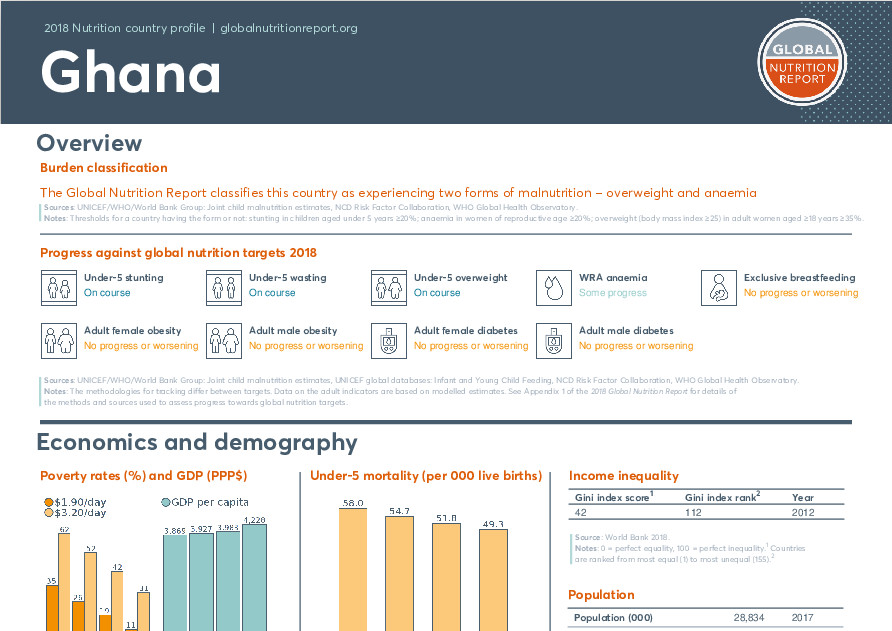 2018 Nutrition country profile | globalnutritionreport.org
Ghana
GLOBAL
NUTRITION
REPORT
Overview
Burden classification
The Global Nutrition Report classifies this country as experiencing two forms of malnutrition – overweight and anaemia
Sources: UNICEF/WHO/World Bank Group: Joint child malnutrition estimates, NCD Risk Factor Collaboration, WHO Global Health Observatory.
Notes: Thresholds for a country having the form or not: stunting in children aged under 5 years ≥20%; anaemia in women of reproductive age ≥20%; overweight (body mass index ≥25) in adult women aged ≥18 years ≥35%.
Progress against global nutrition targets 2018
Under-5 stunting
On course
Under-5 wasting
On course
Under-5 overweight
On course
WRA anaemia
Some progress
Exclusive breastfeeding
No progress or worsening
Adult female obesity
No progress or worsening
Adult male obesity
No progress or worsening
Adult female diabetes
No progress or worsening
Adult male diabetes
No progress or worsening
Sources: UNICEF/WHO/World Bank Group: Joint child malnutrition estimates, UNICEF global databases: Infant and Young Child Feeding, NCD Risk Factor Collaboration, WHO Global Health Observatory.
Notes: The methodologies for tracking differ between targets. Data on the adult indicators are based on modelled estimates. See Appendix 1 of the 2018 Global Nutrition Report for details of
the methods and sources used to assess progress towards global nutrition targets.
Economics and demography
Poverty rates (%) and GDP (PPP$)
$1.90/day
$3.20/day
GDP per capita
35 62 26 52 19 42 11 31
3,865 3,927 3,983 4,228
Under-5 mortality (per 000 live births)
58.0 54.7 51.8 49.3
Income inequality
Gini index score1 Gini index rank2 Year
42 112 2012
Source: World Bank 2018.
Notes: 0 = perfect equality, 100 = perfect inequality.1 Countries
are ranked from most equal (1) to most unequal (155).2
Population
Population (000) 28,834 2017